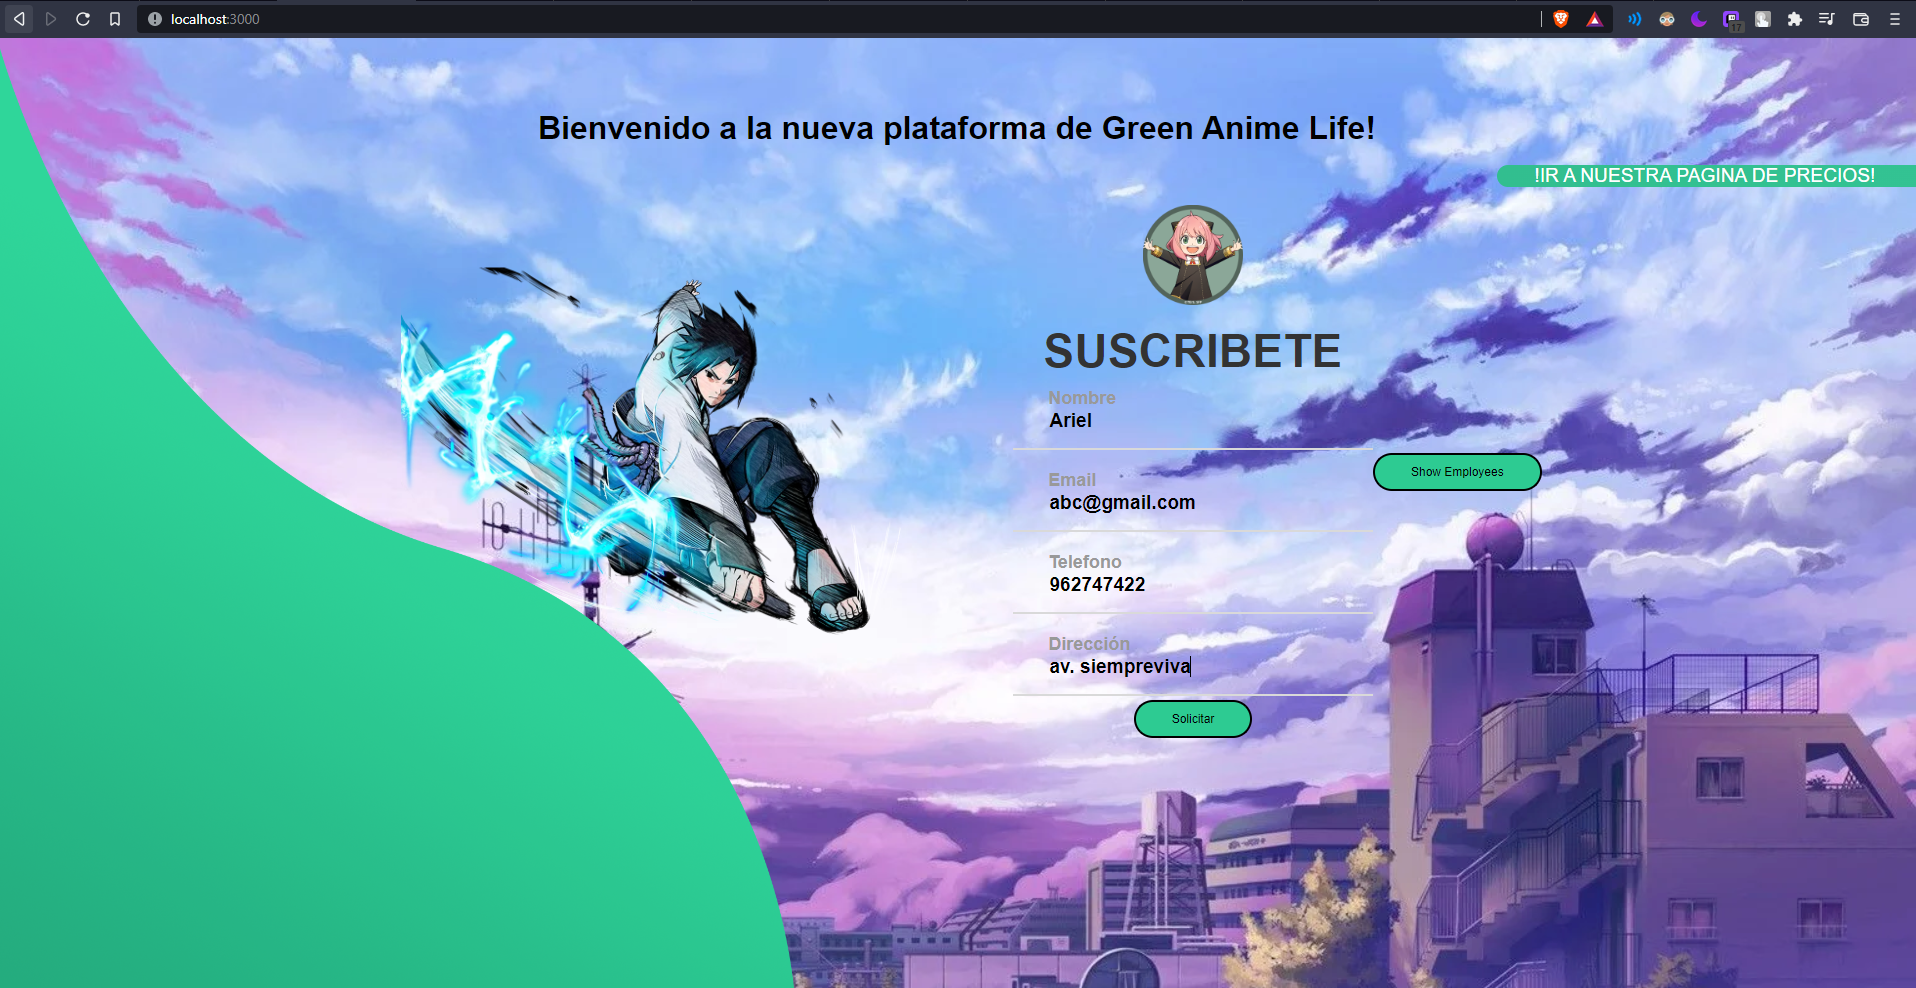 localhost:3000
17
Bienvenido a la nueva plataforma de Green Anime Life!
!IR A NUESTRA PAGINA DE PRECIOS!
SUSCRIBETE
Nombre
Ariel
Show Employees
Email
abc@gmail.com
Telefono
962747422
Dirección
av. siempreviva
Solicitar